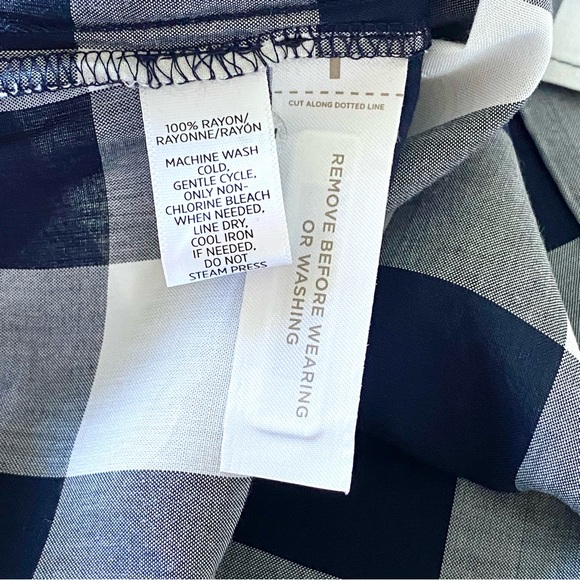 100% RAYON/
RAYONNE/RAYÓN
MACHINE WASH
COLD,
GENTLE CYCLE.
ONLY NON-
CHLORINE BLEACH
WHEN NEEDED.
LINE DRY.
COOL IRON
IF NEEDED.
DO NOT
STEAM PRESS
CUT ALONG DOTTED LINE
REMOVE BEFORE WEARING
OR WASHING